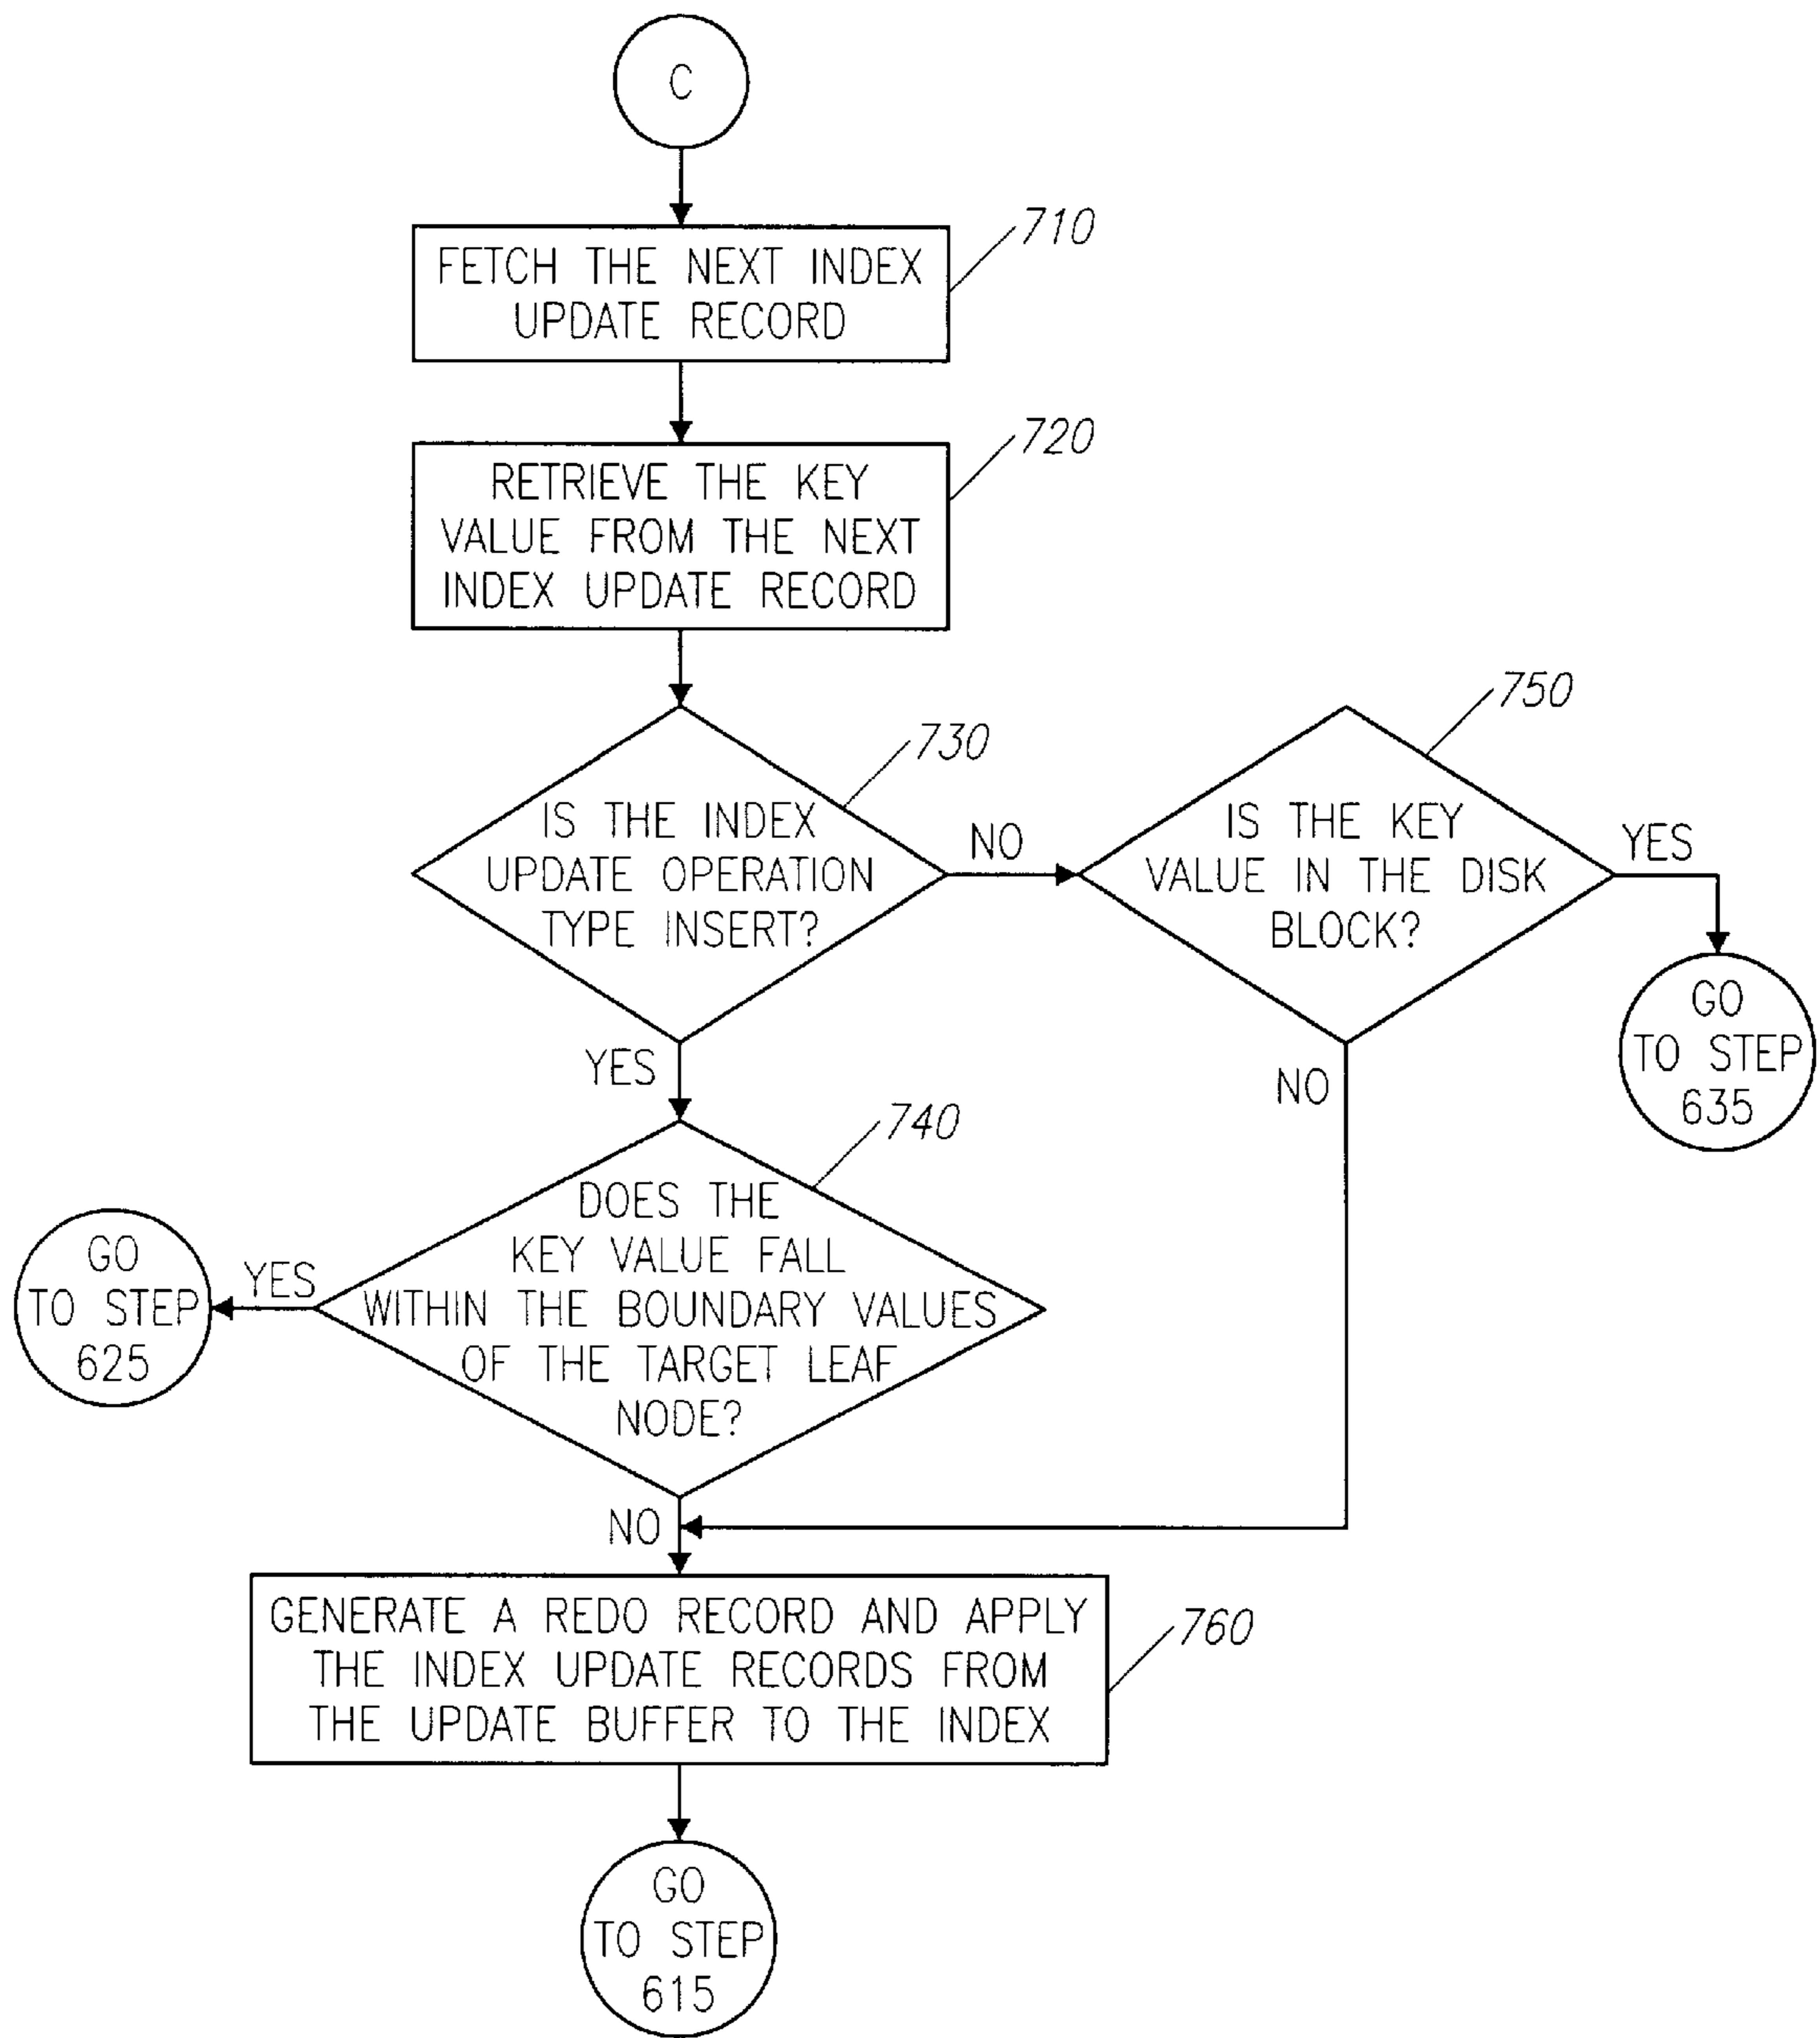 C
710
FETCH THE NEXT INDEX
UPDATE RECORD
720
RETRIEVE THE KEY
VALUE FROM THE NEXT
INDEX UPDATE RECORD
730
IS THE INDEX
UPDATE OPERATION
TYPE INSERT?
NO
750
IS THE KEY
VALUE IN THE DISK
BLOCK?
YES
GO
TO STEP
635
NO
YES
740
DOES THE
KEY VALUE FALL
WITHIN THE BOUNDARY VALUES
OF THE TARGET LEAF
NODE?
YES
GO
TO STEP
625
NO
760
GENERATE A REDO RECORD AND APPLY
THE INDEX UPDATE RECORDS FROM
THE UPDATE BUFFER TO THE INDEX
GO
TO STEP
615